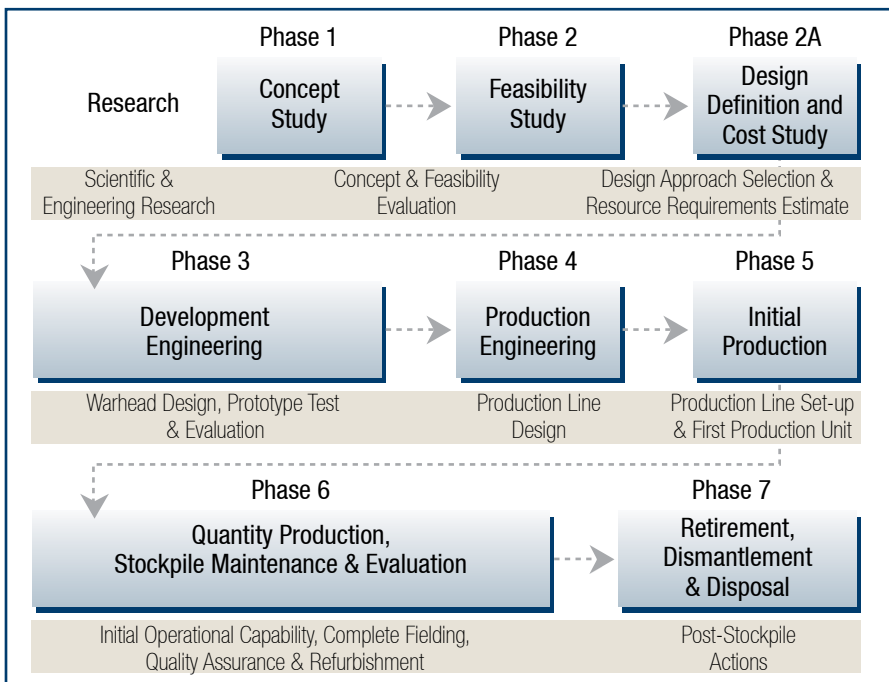 Phase 1
Phase 2
Phase 2A
Research
Concept
Study
Feasibility
Study
Design
Definition and
Cost Study
Scientific &
Engineering Research
Concept & Feasibility
Evaluation
Design Approach Selection &
Resource Requirements Estimate
Phase 3
Phase 4
Phase 5
Development
Engineering
Production
Engineering
Initial
Production
Warhead Design, Prototype Test
& Evaluation
Production Line
Design
Production Line Set-up
& First Production Unit
Phase 6
Phase 7
Quantity Production,
Stockpile Maintenance & Evaluation
Retirement,
Dismantlement
& Disposal
Initial Operational Capability, Complete Fielding,
Quality Assurance & Refurbishment
Post-Stockpile
Actions